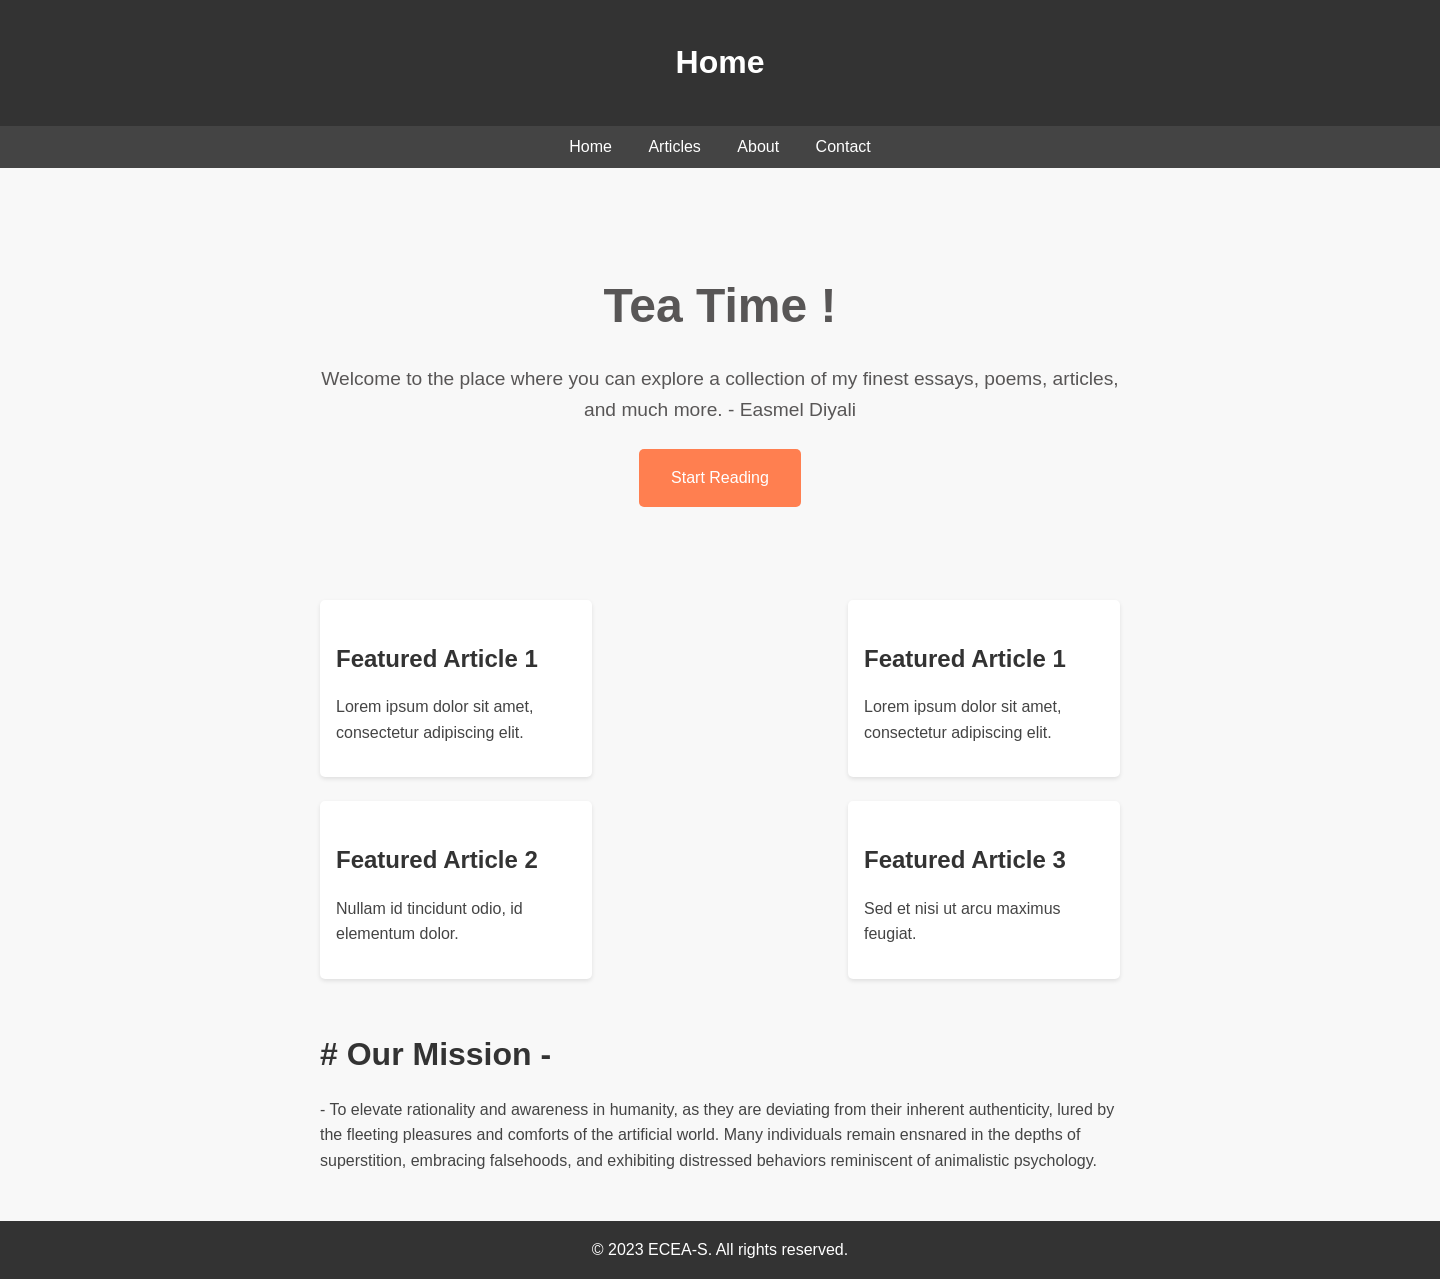 Home
Home Articles About Contact
Tea Time !
Welcome to the place where you can explore a collection of my finest essays, poems, articles,
and much more. - Easmel Diyali
Start Reading
Featured Article 1
Lorem ipsum dolor sit amet,
consectetur adipiscing elit.
Featured Article 1
Lorem ipsum dolor sit amet,
consectetur adipiscing elit.
Featured Article 2
Nullam id tincidunt odio, id
elementum dolor.
Featured Article 3
Sed et nisi ut arcu maximus
feugiat.
# Our Mission -
- To elevate rationality and awareness in humanity, as they are deviating from their inherent authenticity, lured by
the fleeting pleasures and comforts of the artificial world. Many individuals remain ensnared in the depths of
superstition, embracing falsehoods, and exhibiting distressed behaviors reminiscent of animalistic psychology.
© 2023 ECEA-S. All rights reserved.